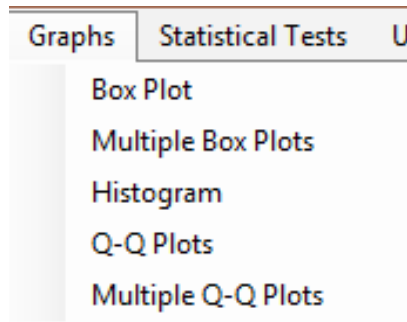 Graphs Statistical Tests U
Box Plot
Multiple Box Plots
Histogram
Q-Q Plots
Multiple Q-Q Plots